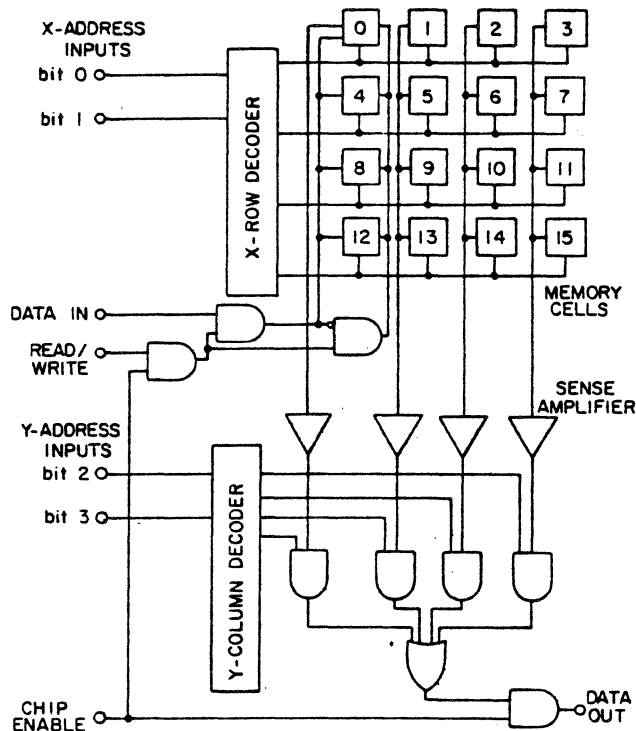 X-ADDRESS
INPUTS
bit 0
bit 1
X-ROW DECODER
0 1 2 3
4 5 6 7
8 9 10 11
12 13 14 15
MEMORY
CELLS
DATA IN
READ/
WRITE
SENSE
AMPLIFIER
Y-ADDRESS
INPUTS
bit 2
bit 3
Y-COLUMN DECODER
CHIP
ENABLE
DATA
OUT